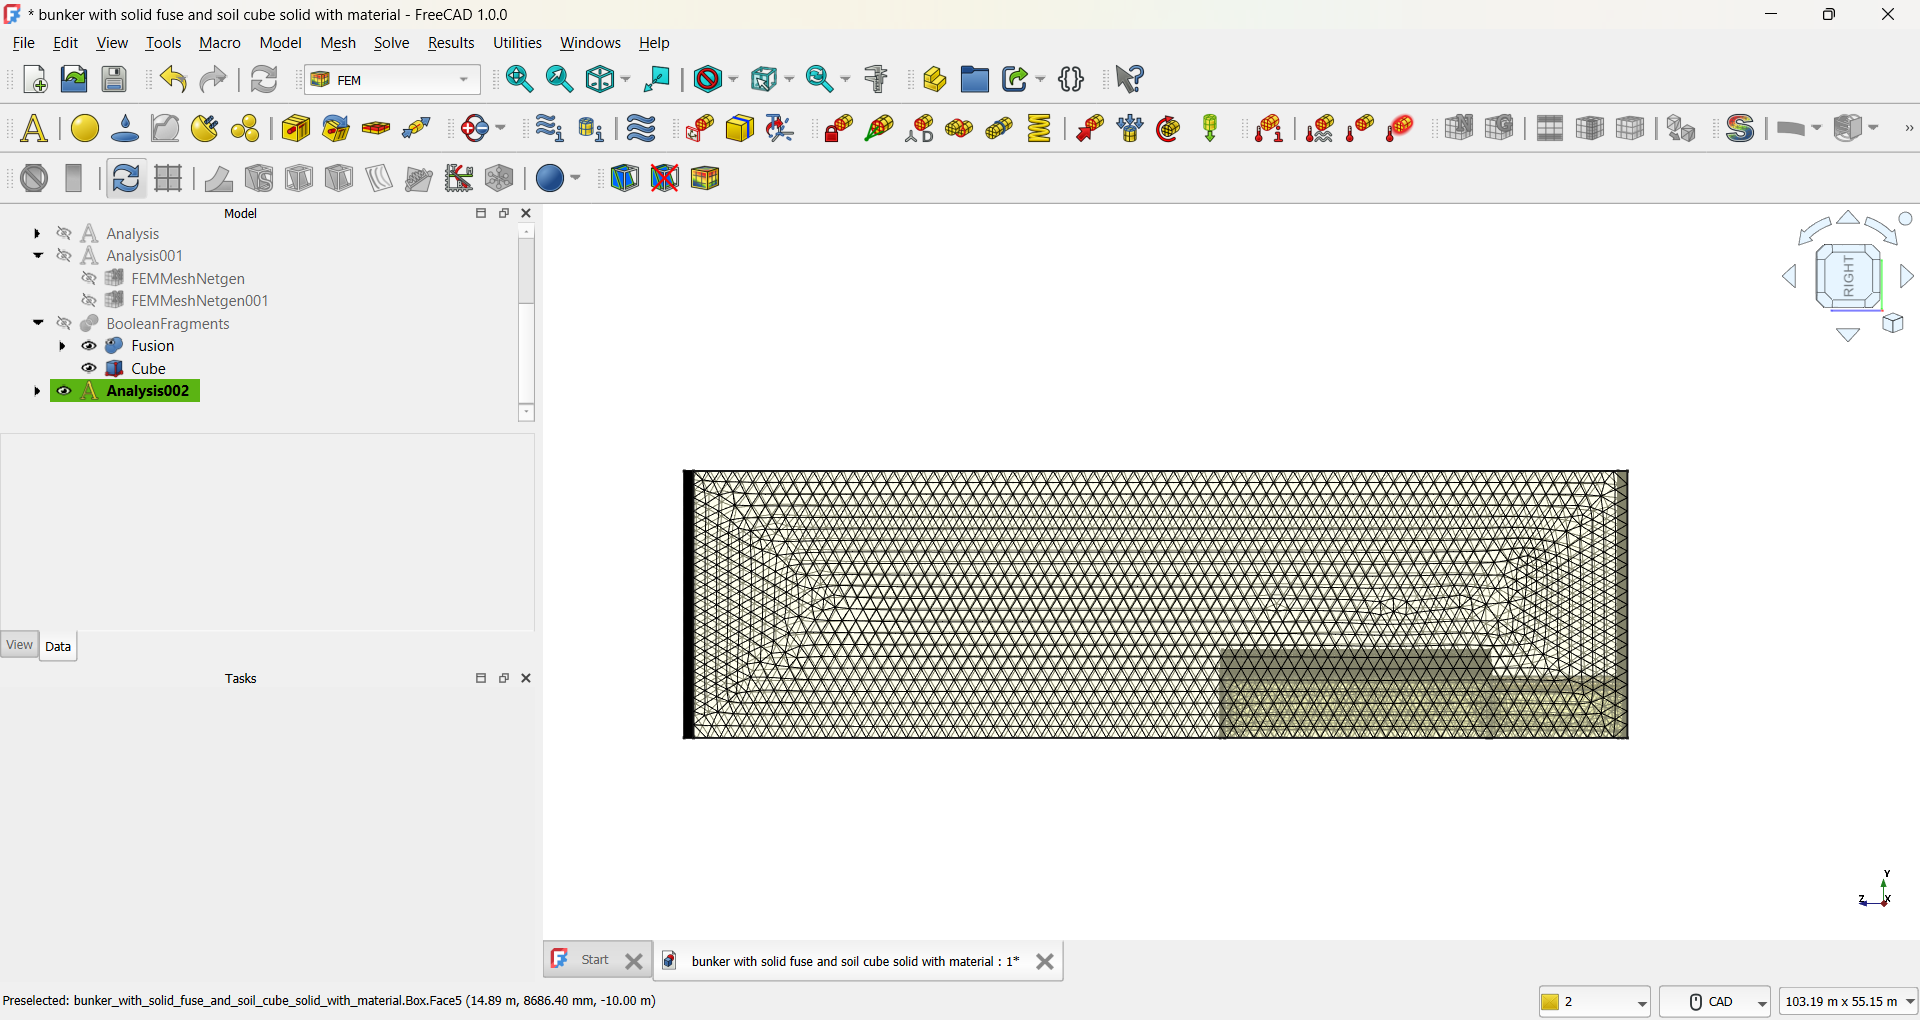 * bunker with solid fuse and soil cube solid with material - FreeCAD 1.0.0
File Edit View Tools Macro Model Mesh Solve Results Utilities Windows Help
FEM
Model
Analysis
Analysis001
FEMMeshNetgen
FEMMeshNetgen001
BooleanFragments
Fusion
Cube
Analysis002
View Data
Tasks
RIGHT
Y
Z X
Start
bunker with solid fuse and soil cube solid with material : 1*
Preselected: bunker_with_solid_fuse_and_soil_cube_solid_with_material.Box.Face5 (14.89 m, 8686.40 mm, -10.00 m)
2
CAD
103.19 m x 55.15 m